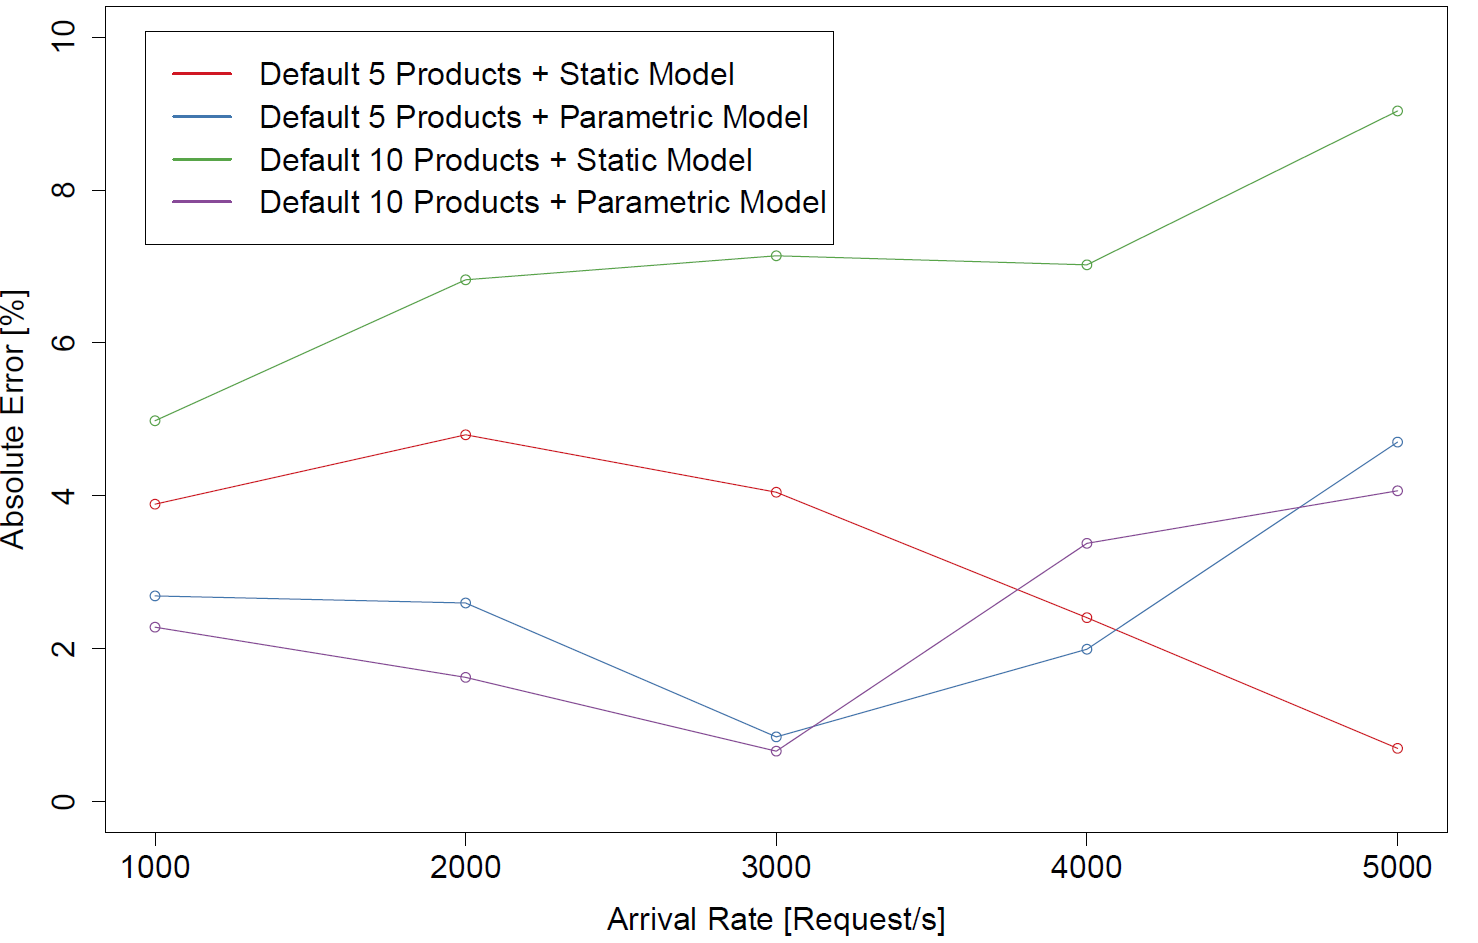 Default 5 Products + Static Model
Default 5 Products + Parametric Model
Default 10 Products + Static Model
Default 10 Products + Parametric Model
Absolute Error [%]
10
8
6
4
2
0
1000 2000 3000 4000 5000
Arrival Rate [Request/s]